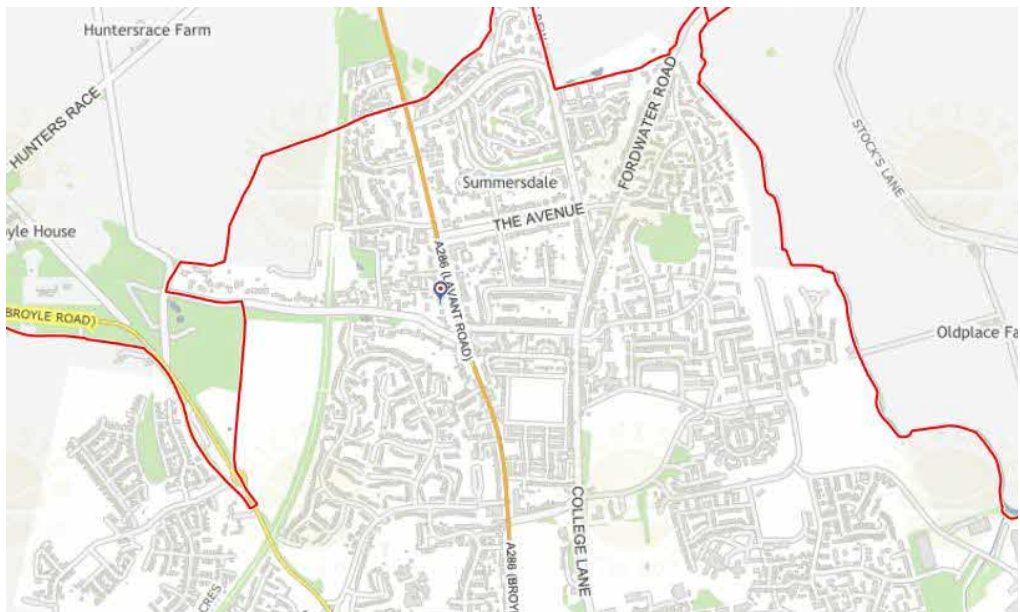 Huntersrace Farm
HUNTERS RACE
FORDWATER ROAD
STOCK'S LANE
Summersdale
THE AVENUE
yle House
A286 (LAVANT ROAD)
BROYLE ROAD)
Oldplace Fa
COLLEGE LANE
A286 (BROY
CRES